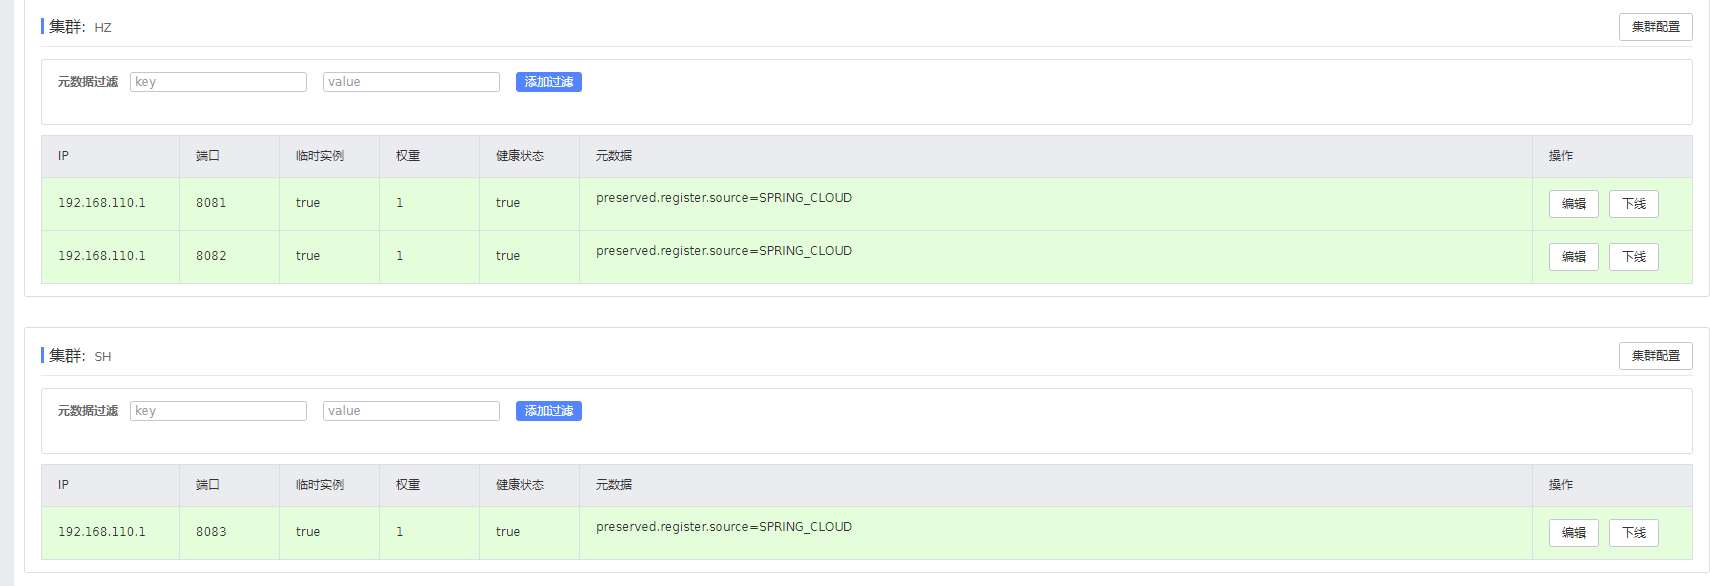 集群: HZ 集群配置
元数据过滤 key value 添加过滤
IP 端口 临时实例 权重 健康状态 元数据 操作
192.168.110.1 8081 true 1 true preserved.register.source=SPRING_CLOUD 编辑 下线
192.168.110.1 8082 true 1 true preserved.register.source=SPRING_CLOUD 编辑 下线
集群: SH 集群配置
元数据过滤 key value 添加过滤
IP 端口 临时实例 权重 健康状态 元数据 操作
192.168.110.1 8083 true 1 true preserved.register.source=SPRING_CLOUD 编辑 下线